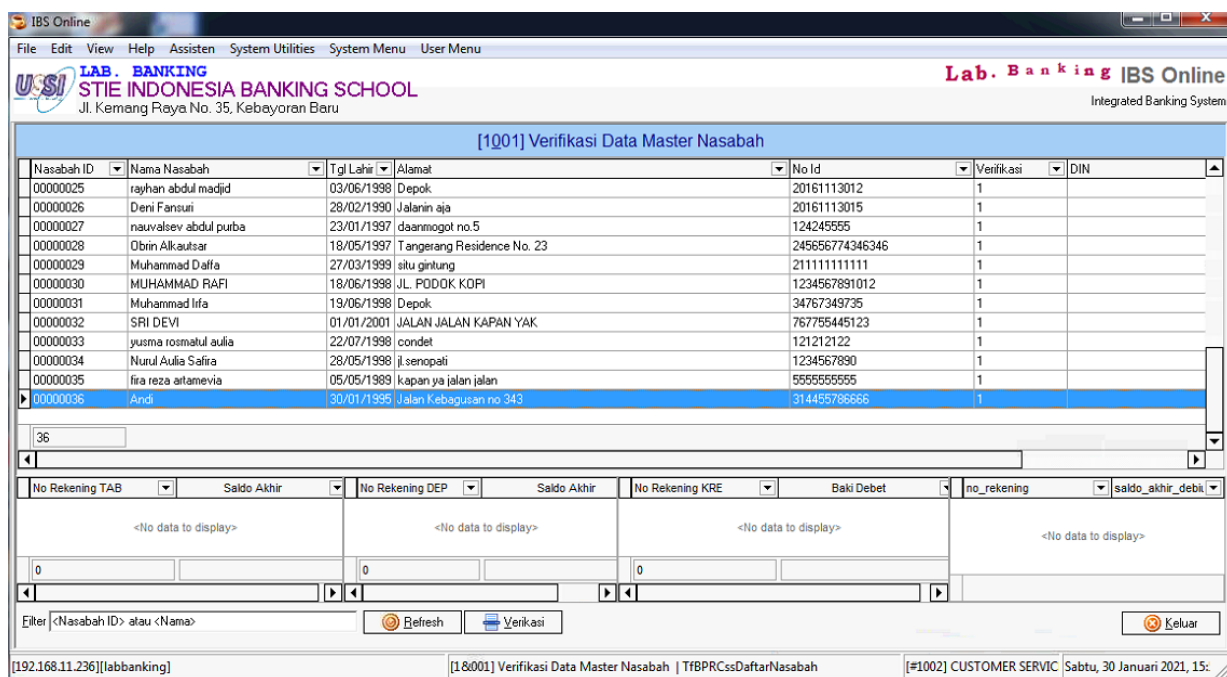 IBS Online
File Edit View Help Assisten System Utilities System Menu User Menu
USSI
LAB. BANKING
STIE INDONESIA BANKING SCHOOL
Jl. Kemang Raya No. 35, Kebayoran Baru
Lab. Banking IBS Online
Integrated Banking System
[1001] Verifikasi Data Master Nasabah
Nasabah ID Nama Nasabah Tgl Lahir Alamat No Id Verifikasi DIN
00000025 rayhan abdul madjid 03/06/1998 Depok 20161113012 1
00000026 Deni Fansuri 28/02/1990 Jalanin aja 20161113015 1
00000027 nauvalsev abdul purba 23/01/1997 daanmogot no.5 124245555 1
00000028 Obrin Alkautsar 18/05/1997 Tangerang Residence No. 23 245656774346346 1
00000029 Muhammad Daffa 27/03/1999 situ gintung 211111111111 1
00000030 MUHAMMAD RAFI 18/06/1998 JL. PODOK KOPI 1234567891012 1
00000031 Muhammad Irfa 19/06/1998 Depok 34767349735 1
00000032 SRI DEVI 01/01/2001 JALAN JALAN KAPAN YAK 767755445123 1
00000033 yusma rosmatul aulia 22/07/1998 condet 121212122 1
00000034 Nurul Aulia Safira 28/05/1998 jl.senopati 1234567890 1
00000035 fira reza artamevia 05/05/1989 kapan ya jalan jalan 5555555555 1
00000036 Andi 30/01/1995 Jalan Kebagusan no 343 314455786666 1
36
No Rekening TAB Saldo Akhir No Rekening DEP Saldo Akhir No Rekening KRE Baki Debet no_rekening saldo_akhir_debi
<No data to display> <No data to display> <No data to display> <No data to display>
0 0 0
Filter <Nasabah ID> atau <Nama> Refresh Verikasi Keluar
[192.168.11.236][labbanking] [1&001] Verifikasi Data Master Nasabah | TfBPRCssDaftarNasabah [#1002] CUSTOMER SERVIC Sabtu, 30 Januari 2021, 15: